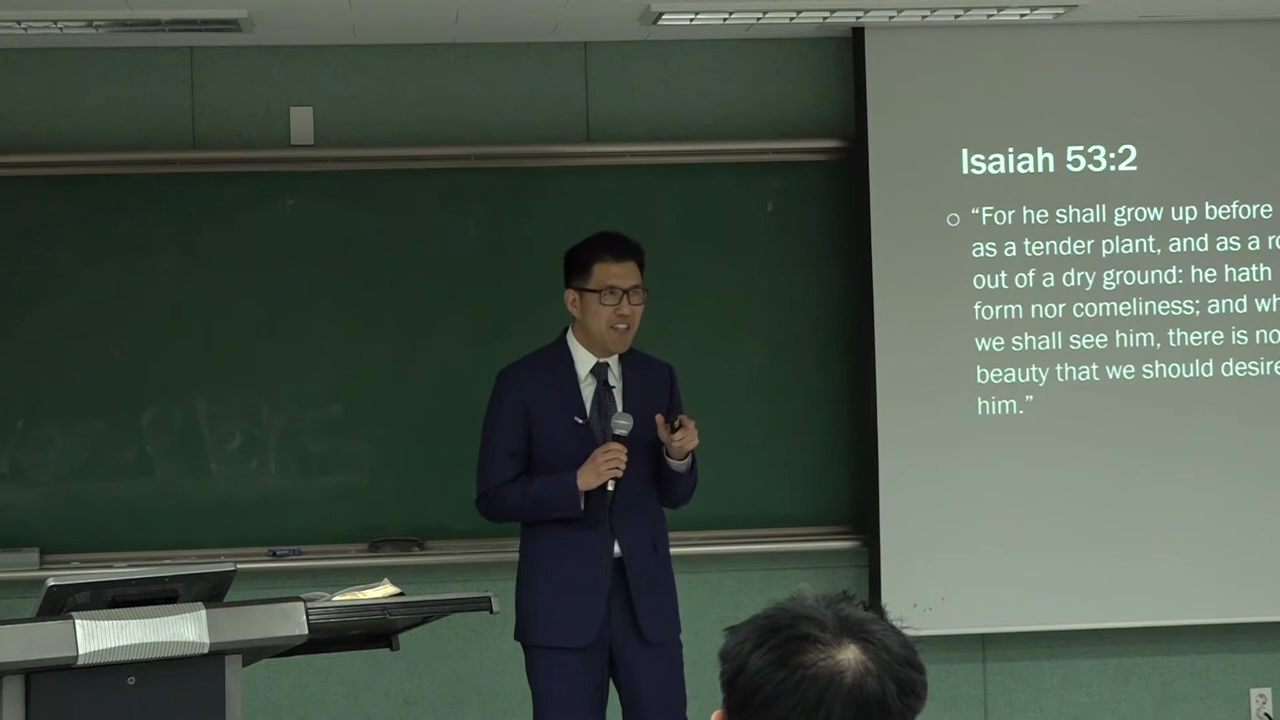 Isaiah 53:2
“For he shall grow up before
as a tender plant, and as a
out of a dry ground: he hath
form nor comeliness; and
we shall see him, there is no
beauty that we should desire
him.”